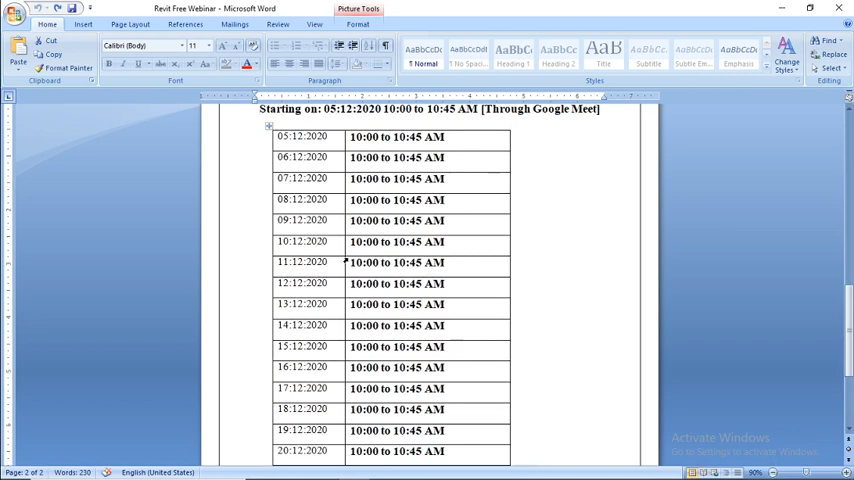 Revit Free Webinar - Microsoft Word
Picture Tools
Home Insert Page Layout References Mailings Review View Format
Paste
Cut
Copy
Format Painter
Clipboard
Calibri (Body) 11
Font
Paragraph
AaBbCcDc AaBbCcDc AaBbCc AaBbCc AaB AaBbCc. AaBbCcDc AaBbCcDc
¶ Normal ¶ No Spaci... Heading 1 Heading 2 Title Subtitle Subtle Em... Emphasis
Change Styles
Styles
Find
Replace
Select
Editing
Starting on: 05:12:2020 10:00 to 10:45 AM [Through Google Meet]
05:12:2020 10:00 to 10:45 AM
06:12:2020 10:00 to 10:45 AM
07:12:2020 10:00 to 10:45 AM
08:12:2020 10:00 to 10:45 AM
09:12:2020 10:00 to 10:45 AM
10:12:2020 10:00 to 10:45 AM
11:12:2020 10:00 to 10:45 AM
12:12:2020 10:00 to 10:45 AM
13:12:2020 10:00 to 10:45 AM
14:12:2020 10:00 to 10:45 AM
15:12:2020 10:00 to 10:45 AM
16:12:2020 10:00 to 10:45 AM
17:12:2020 10:00 to 10:45 AM
18:12:2020 10:00 to 10:45 AM
19:12:2020 10:00 to 10:45 AM
20:12:2020 10:00 to 10:45 AM
Activate Windows
Go to Settings to activate Windows.
Page: 2 of 2 Words: 230 English (United States) 90%